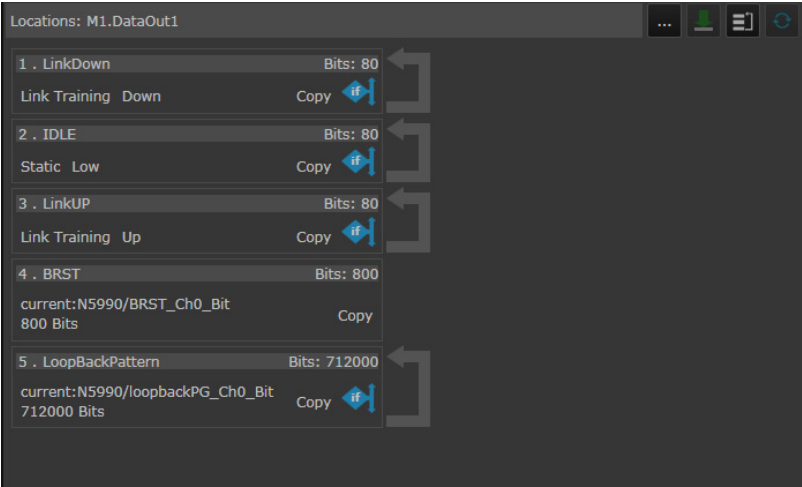 Locations: M1.DataOut1 ...
1 . LinkDown Bits: 80
Link Training Down Copy if
2 . IDLE Bits: 80
Static Low Copy if
3 . LinkUP Bits: 80
Link Training Up Copy if
4 . BRST Bits: 800
current:N5990/BRST_Ch0_Bit
800 Bits Copy
5 . LoopBackPattern Bits: 712000
current:N5990/loopbackPG_Ch0_Bit Copy if
712000 Bits